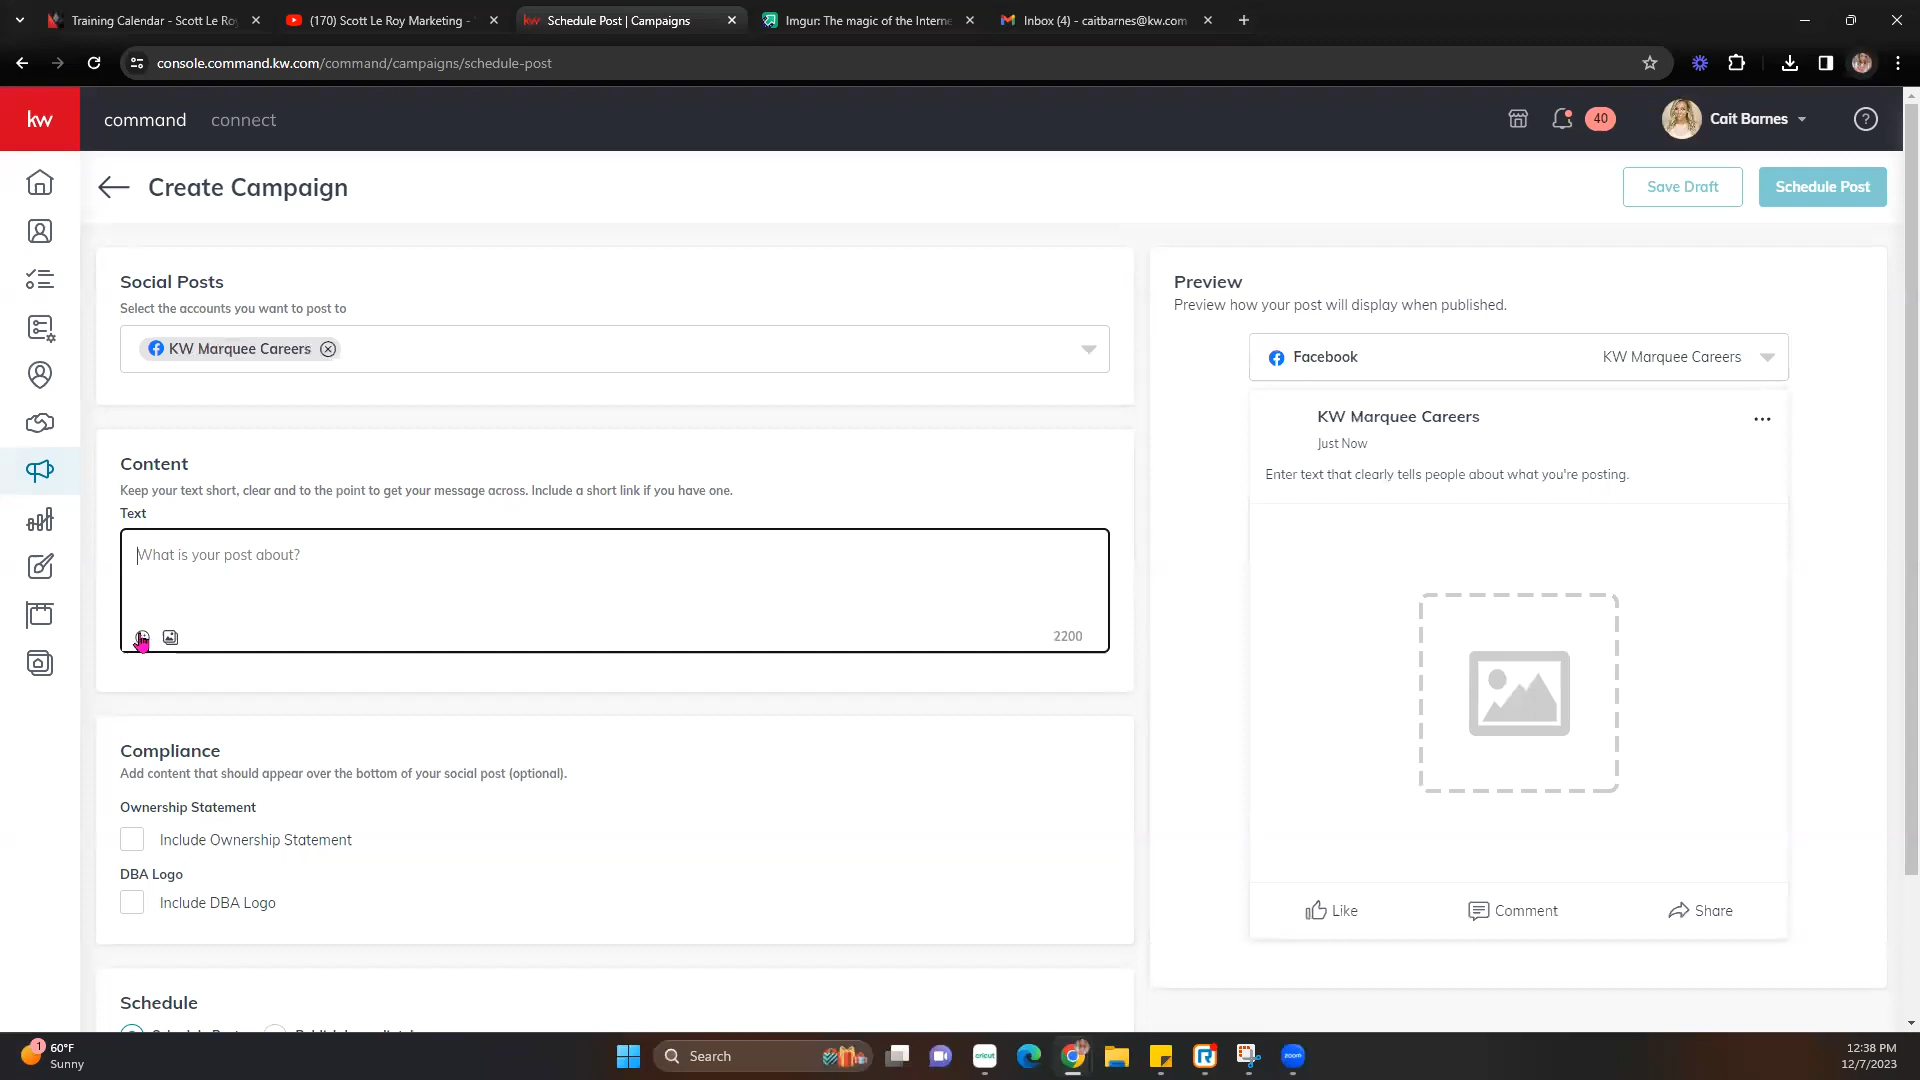 Training Calendar - Scott Le Ro
(170) Scott Le Roy Marketing -
Schedule Post | Campaigns
Imgur: The magic of the Interne
Inbox (4) - caitbarnes@kw.com
console.command.kw.com/command/campaigns/schedule-post
kw
command
connect
40
Cait Barnes
Create Campaign
Save Draft
Schedule Post
Social Posts
Select the accounts you want to post to
KW Marquee Careers
Content
Keep your text short, clear and to the point to get your message across. Include a short link if you have one.
Text
What is your post about?
2200
Compliance
Add content that should appear over the bottom of your social post (optional).
Ownership Statement
Include Ownership Statement
DBA Logo
Include DBA Logo
Schedule
Preview
Preview how your post will display when published.
Facebook
KW Marquee Careers
KW Marquee Careers
Just Now
Enter text that clearly tells people about what you're posting.
Like
Comment
Share
1
60°F
Sunny
Search
cricut
zoom
12:38 PM
12/7/2023